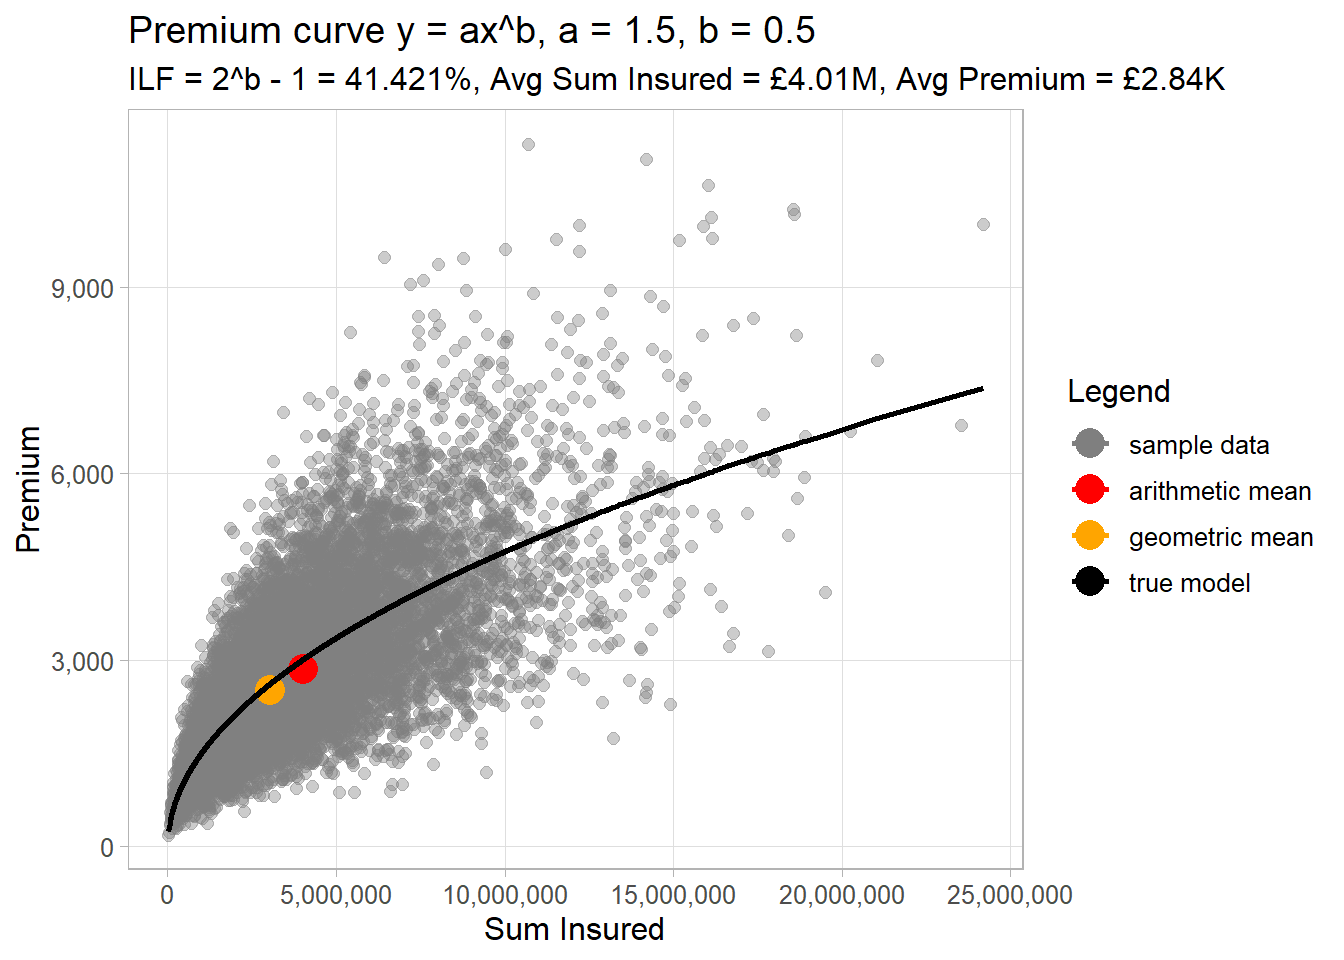 Premium curve y = ax^b, a = 1.5, b = 0.5
ILF = 2^b - 1 = 41.421%, Avg Sum Insured = £4.01M, Avg Premium = £2.84K
Premium
9,000
6,000
3,000
0
0 5,000,000 10,000,000 15,000,000 20,000,000 25,000,000
Sum Insured
Legend
sample data
arithmetic mean
geometric mean
true model